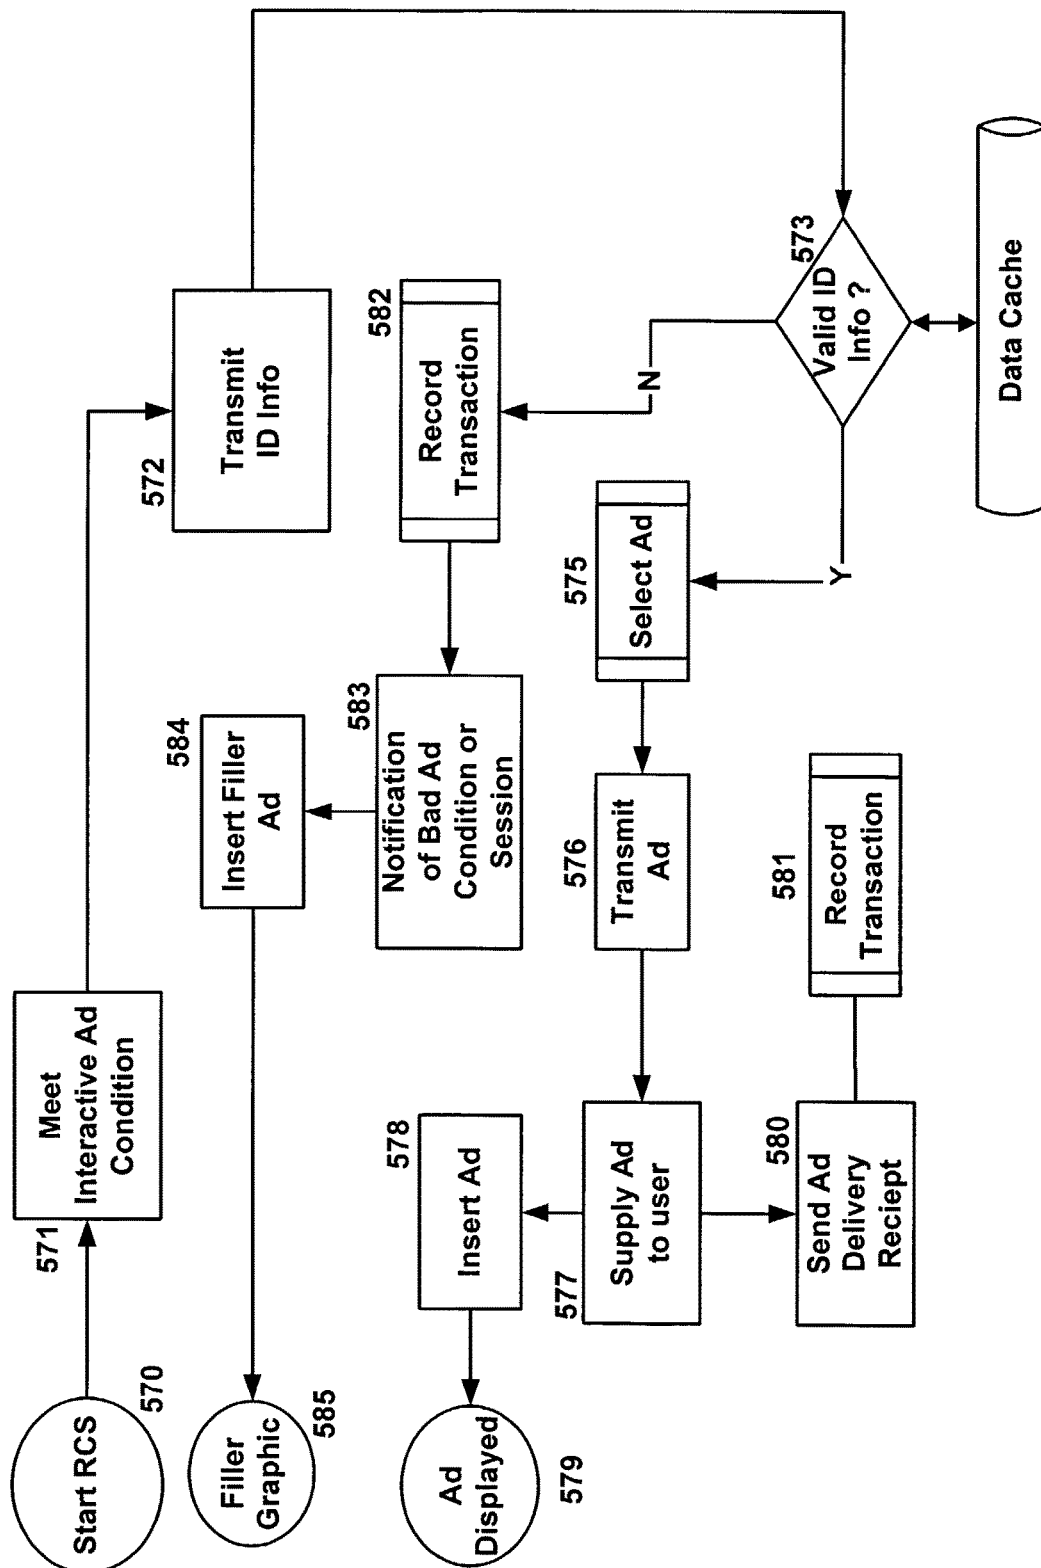 Start RCS
570
571
Meet
Interactive Ad
Condition
572
Transmit
ID Info
Filler
Graphic
585
584
Insert Filler
Ad
583
Notification
of Bad Ad
Condition or
Session
582
Record
Transaction
N
573
Valid ID
Info ?
Y
Data Cache
575
Select Ad
576
Transmit
Ad
577
Supply Ad
to user
578
Insert Ad
Ad
Displayed
579
580
Send Ad
Delivery
Reciept
581
Record
Transaction